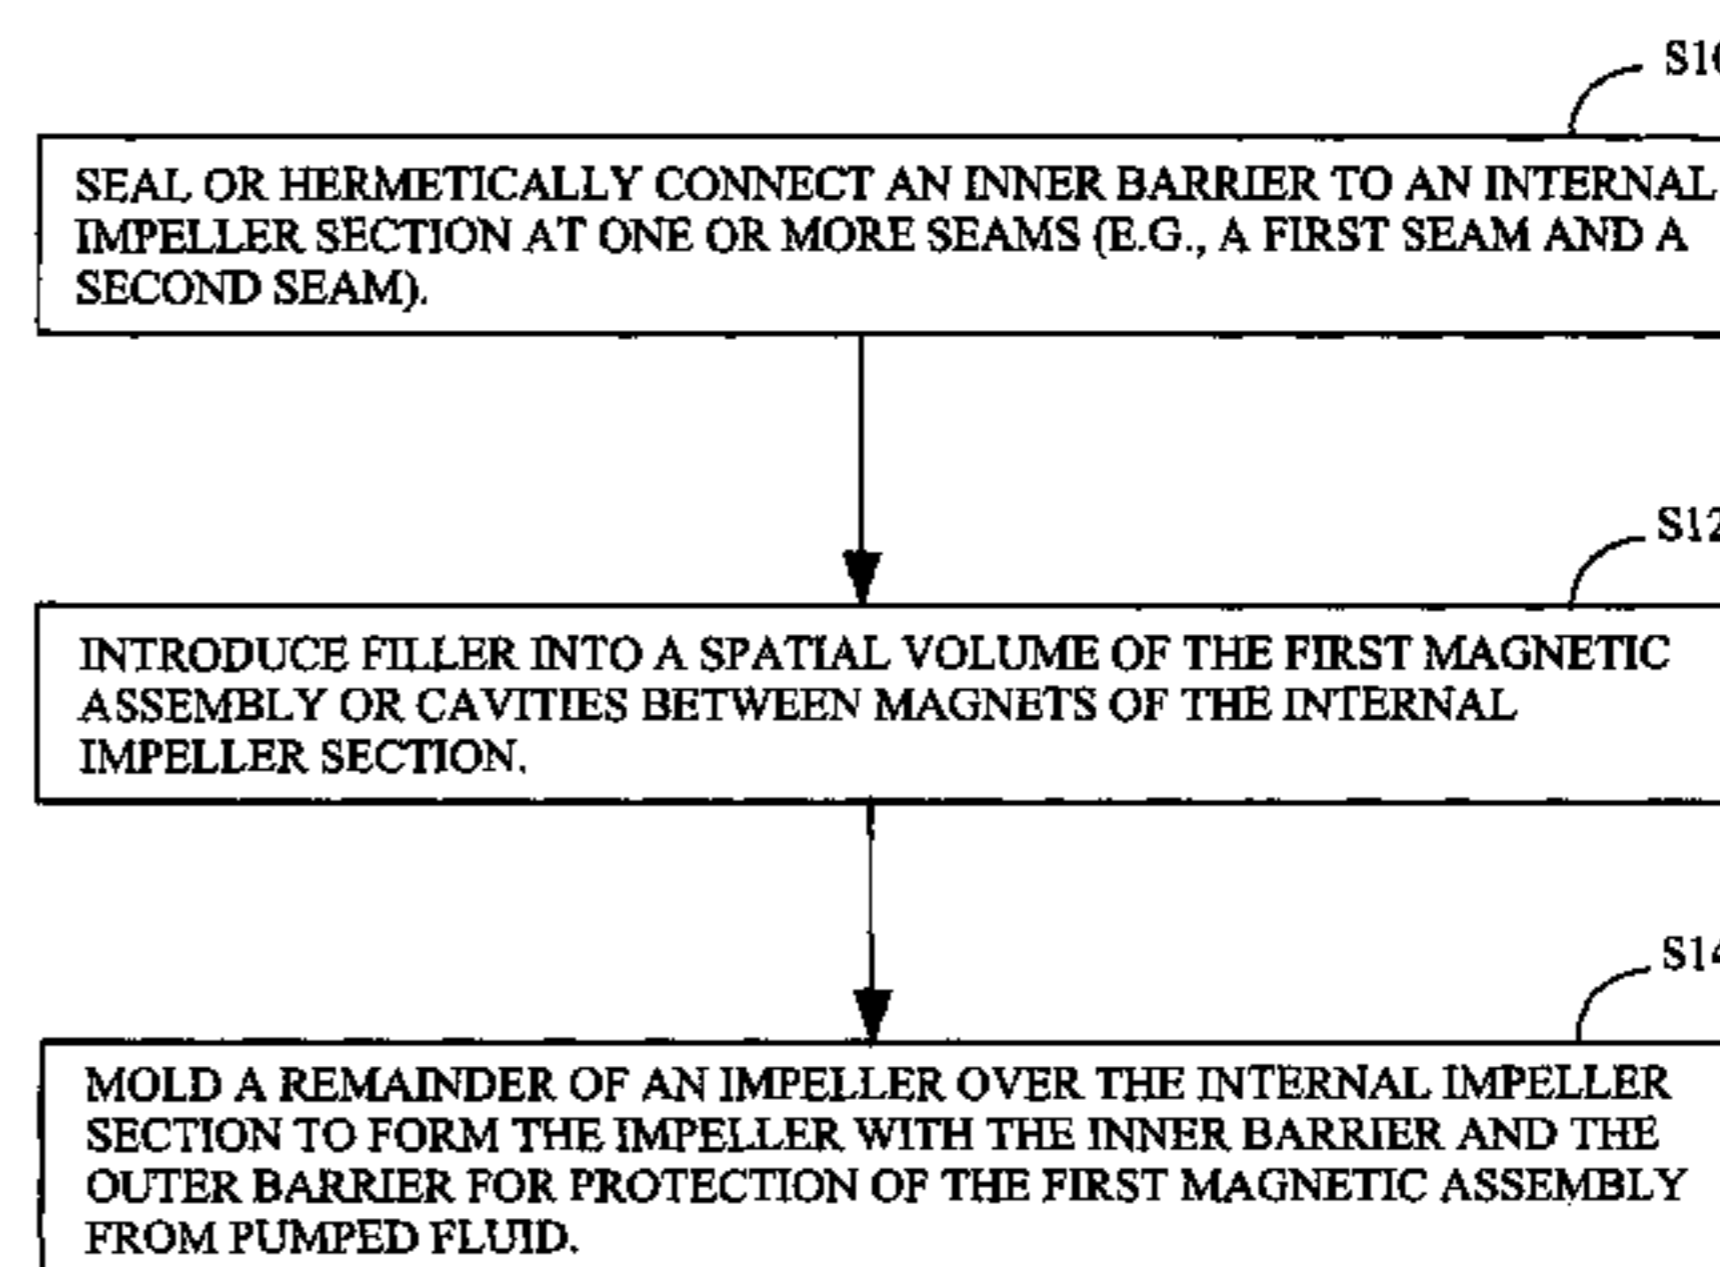 S10
SEAL OR HERMETICALLY CONNECT AN INNER BARRIER TO AN INTERNAL
IMPELLER SECTION AT ONE OR MORE SEAMS (E.G., A FIRST SEAM AND A
SECOND SEAM).
S12
INTRODUCE FILLER INTO A SPATIAL VOLUME OF THE FIRST MAGNETIC
ASSEMBLY OR CAVITIES BETWEEN MAGNETS OF THE INTERNAL
IMPELLER SECTION.
S14
MOLD A REMAINDER OF AN IMPELLER OVER THE INTERNAL IMPELLER
SECTION TO FORM THE IMPELLER WITH THE INNER BARRIER AND THE
OUTER BARRIER FOR PROTECTION OF THE FIRST MAGNETIC ASSEMBLY
FROM PUMPED FLUID.